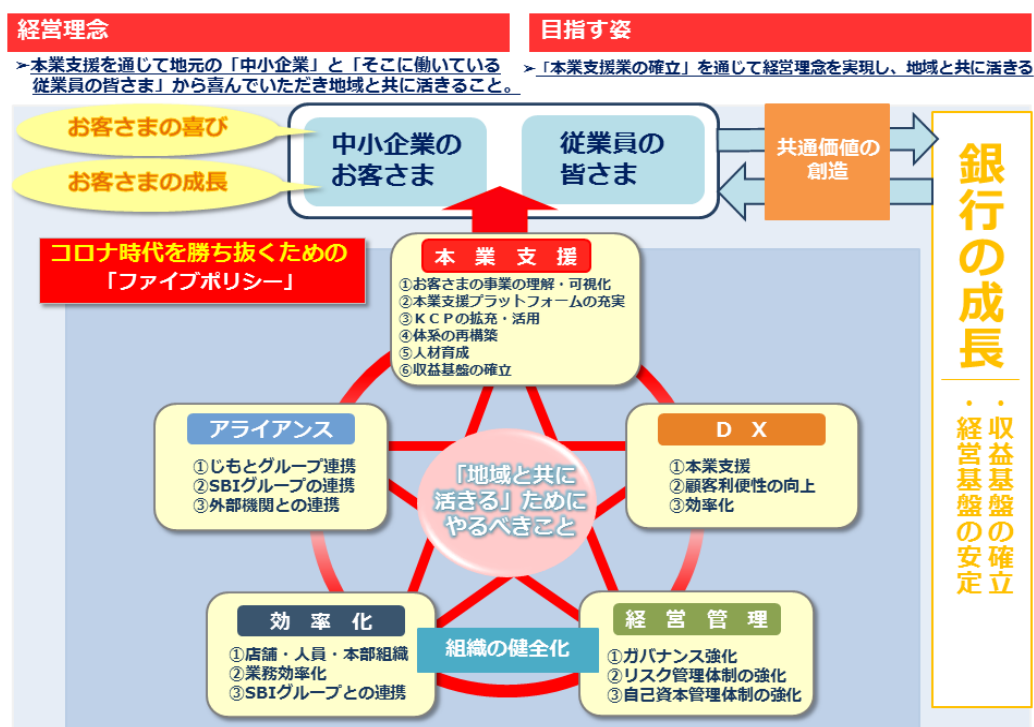 経営理念
➢本業支援を通じて地元の「中小企業」と「そこに働いている
従業員の皆さま」から喜んでいただき地域と共に活きること。
目指す姿
➢「本業支援業の確立」を通じて経営理念を実現し、地域と共に活きる
お客さまの喜び
お客さまの成長
中小企業の
お客さま
従業員の
皆さま
共通価値の
創造
銀行の成長
・収益基盤の確立
・経営基盤の安定
コロナ時代を勝ち抜くための
「ファイブポリシー」
本業支援
①お客さまの事業の理解・可視化
②本業支援プラットフォームの充実
③ＫＣＰの拡充・活用
④体系の再構築
⑤人材育成
⑥収益基盤の確立
アライアンス
①じもとグループ連携
②SBIグループの連携
③外部機関との連携
ＤＸ
①本業支援
②顧客利便性の向上
③効率化
「地域と共に
活きる」ために
やるべきこと
効率化
①店舗・人員・本部組織
②業務効率化
③SBIグループとの連携
組織の健全化
経営管理
①ガバナンス強化
②リスク管理体制の強化
③自己資本管理体制の強化